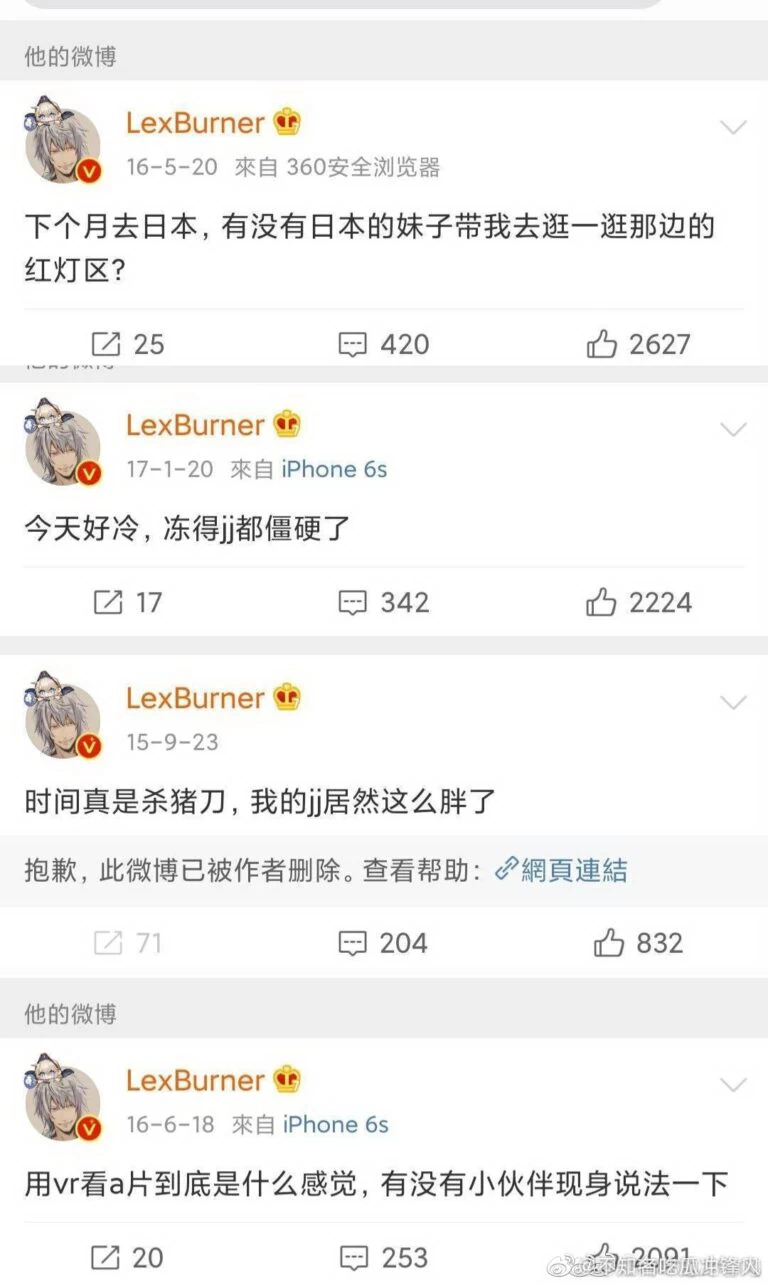 他的微博
LexBurner
16-5-20 來自 360安全浏览器
下个月去日本，有没有日本的妹子带我去逛一逛那边的
红灯区？
25 420 2627
LexBurner
17-1-20 來自 iPhone 6s
今天好冷，冻得jj都僵硬了
17 342 2224
LexBurner
15-9-23
时间真是杀猪刀，我的jj居然这么胖了
抱歉，此微博已被作者删除。查看帮助：網頁連結
71 204 832
他的微博
LexBurner
16-6-18 來自 iPhone 6s
用vr看a片到底是什么感觉，有没有小伙伴现身说法一下
20 253 2091
@不知者吃瓜冲锋内